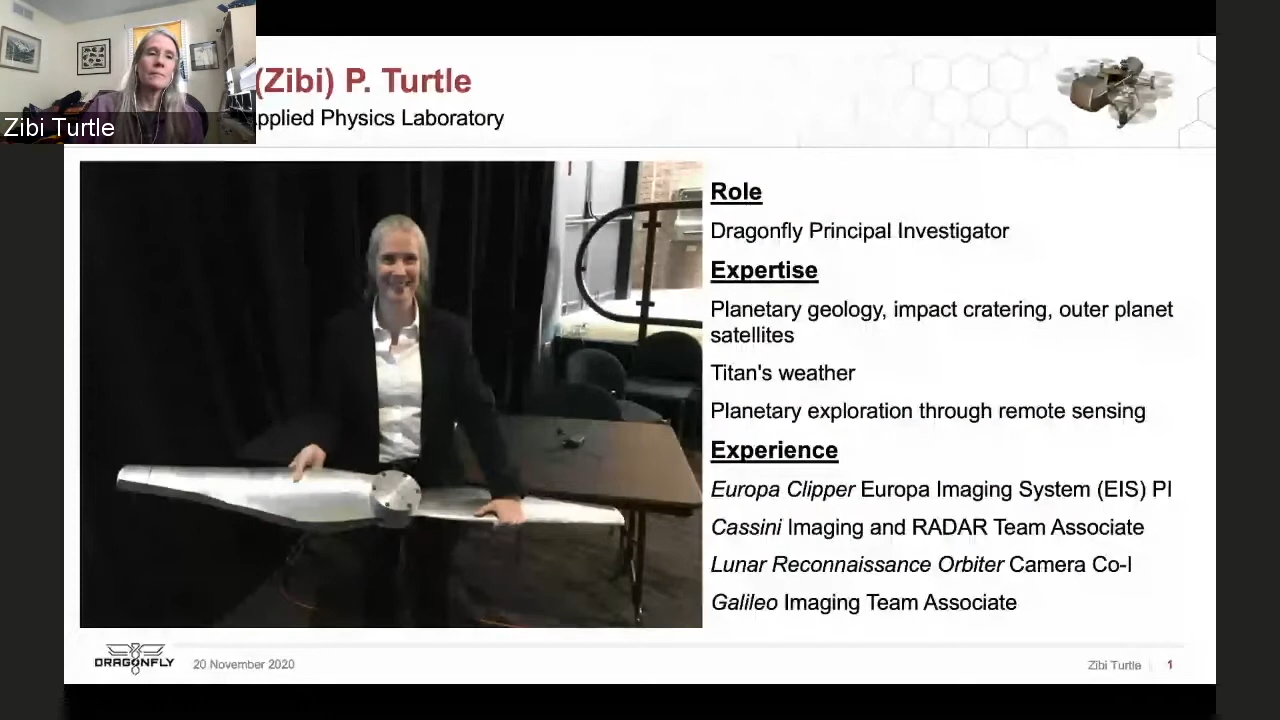 Zibi Turtle
(Zibi) P. Turtle
pplied Physics Laboratory
Role
Dragonfly Principal Investigator
Expertise
Planetary geology, impact cratering, outer planet
satellites
Titan's weather
Planetary exploration through remote sensing
Experience
Europa Clipper Europa Imaging System (EIS) PI
Cassini Imaging and RADAR Team Associate
Lunar Reconnaissance Orbiter Camera Co-I
Galileo Imaging Team Associate
DRAGONFLY
20 November 2020
Zibi Turtle
1